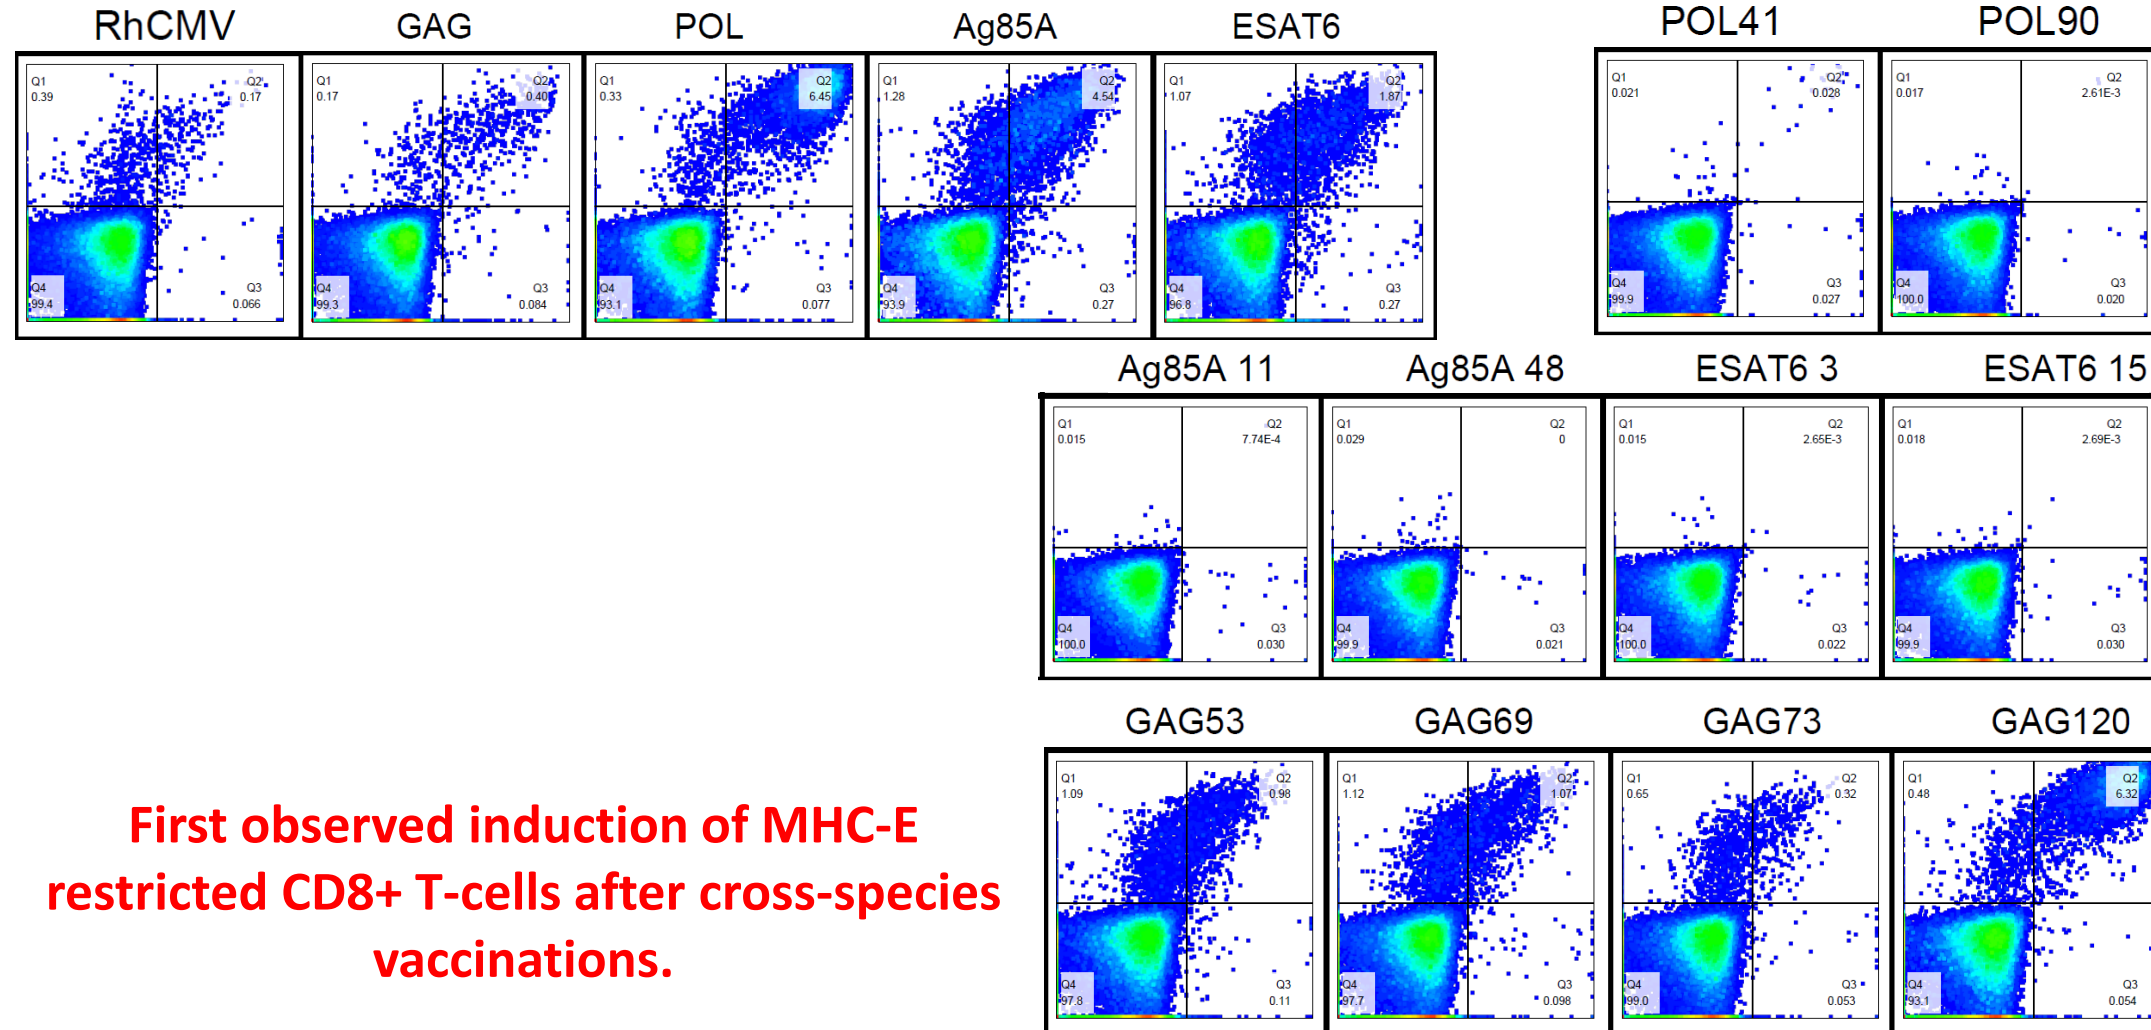 RhCMV GAG POL Ag85A ESAT6 POL41 POL90
Q1 Q2 Q1 Q2 Q1 Q2 Q1 Q2 Q1 Q2 Q1 Q2 Q1 Q2
0.39 0.17 0.17 0.40 0.33 6.45 1.28 4.54 1.07 1.87 0.021 0.028 0.017 2.61E-3
Q4 Q3 Q4 Q3 Q4 Q3 Q4 Q3 Q4 Q3 Q4 Q3 Q4 Q3
99.4 0.066 99.3 0.084 93.1 0.077 93.9 0.27 96.8 0.27 99.9 0.027 100.0 0.020
Ag85A 11 Ag85A 48 ESAT6 3 ESAT6 15
Q1 Q2 Q1 Q2 Q1 Q2 Q1 Q2
0.015 7.74E-4 0.029 0 0.015 2.65E-3 0.018 2.69E-3
Q4 Q3 Q4 Q3 Q4 Q3 Q4 Q3
100.0 0.030 99.9 0.021 100.0 0.022 99.9 0.030
GAG53 GAG69 GAG73 GAG120
Q1 Q2 Q1 Q2 Q1 Q2 Q1 Q2
1.09 0.98 1.12 1.07 0.65 0.32 0.48 6.32
Q4 Q3 Q4 Q3 Q4 Q3 Q4 Q3
97.8 0.11 97.7 0.098 99.0 0.053 93.1 0.054
First observed induction of MHC-E
restricted CD8+ T-cells after cross-species
vaccinations.